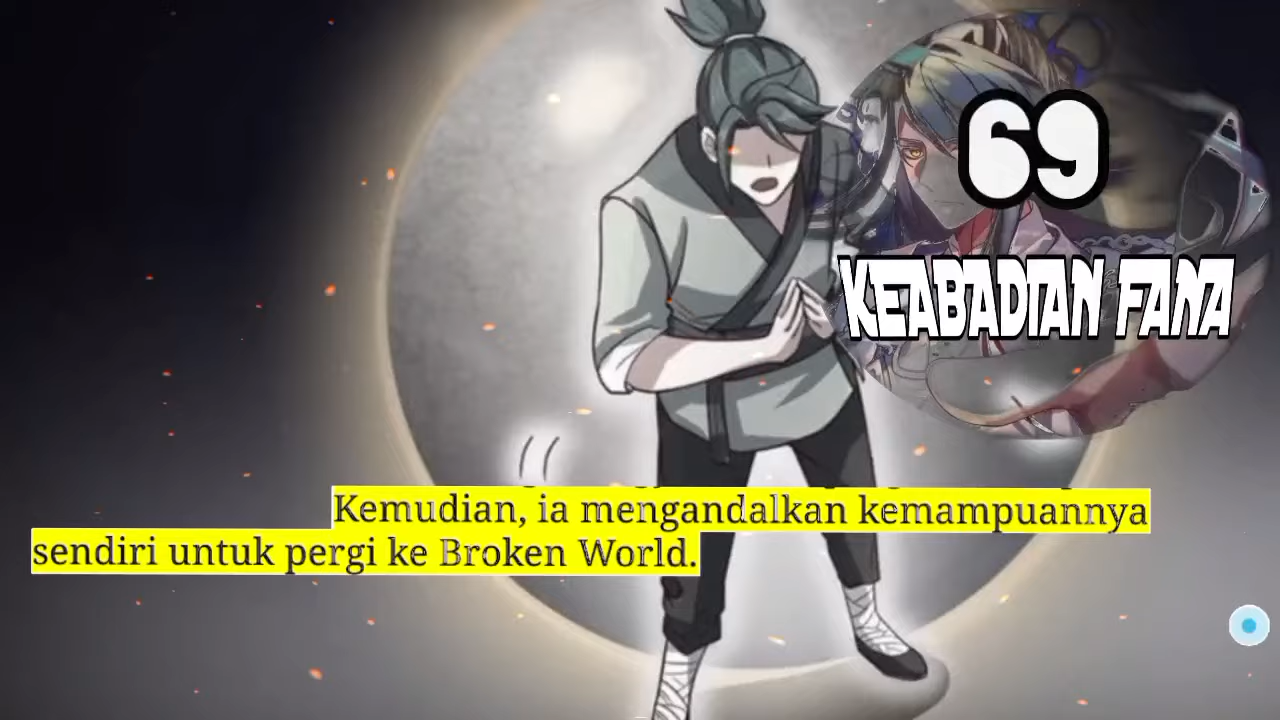 69
KEABADIAN FANA
Kemudian, ia mengandalkan kemampuannya
sendiri untuk pergi ke Broken World.